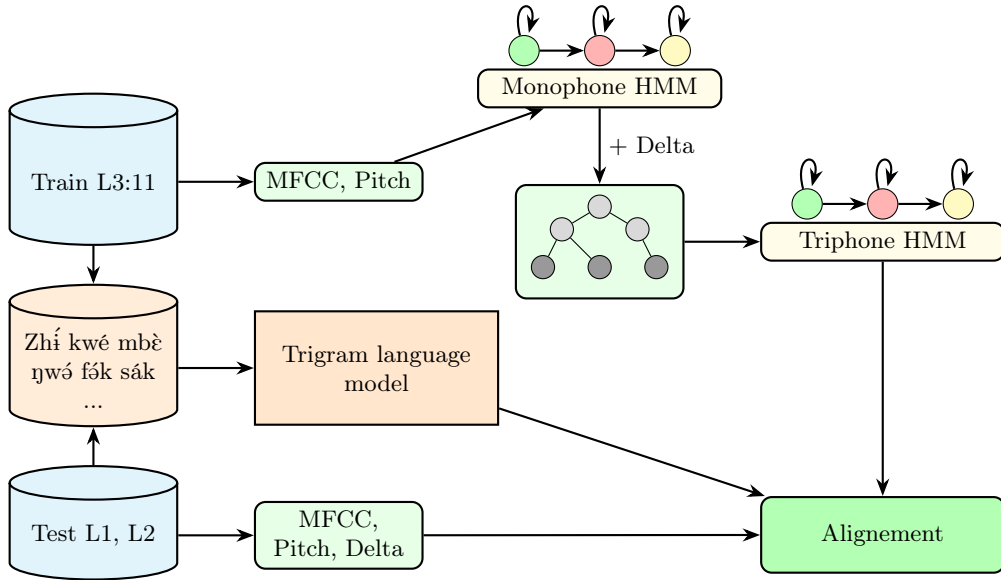 Monophone HMM
+ Delta
Train L3:11
MFCC, Pitch
Triphone HMM
Zhɨ́ kwé mbɛ̀
ŋwə́ fə́k sák
...
Trigram language
model
Test L1, L2
MFCC,
Pitch, Delta
Alignement